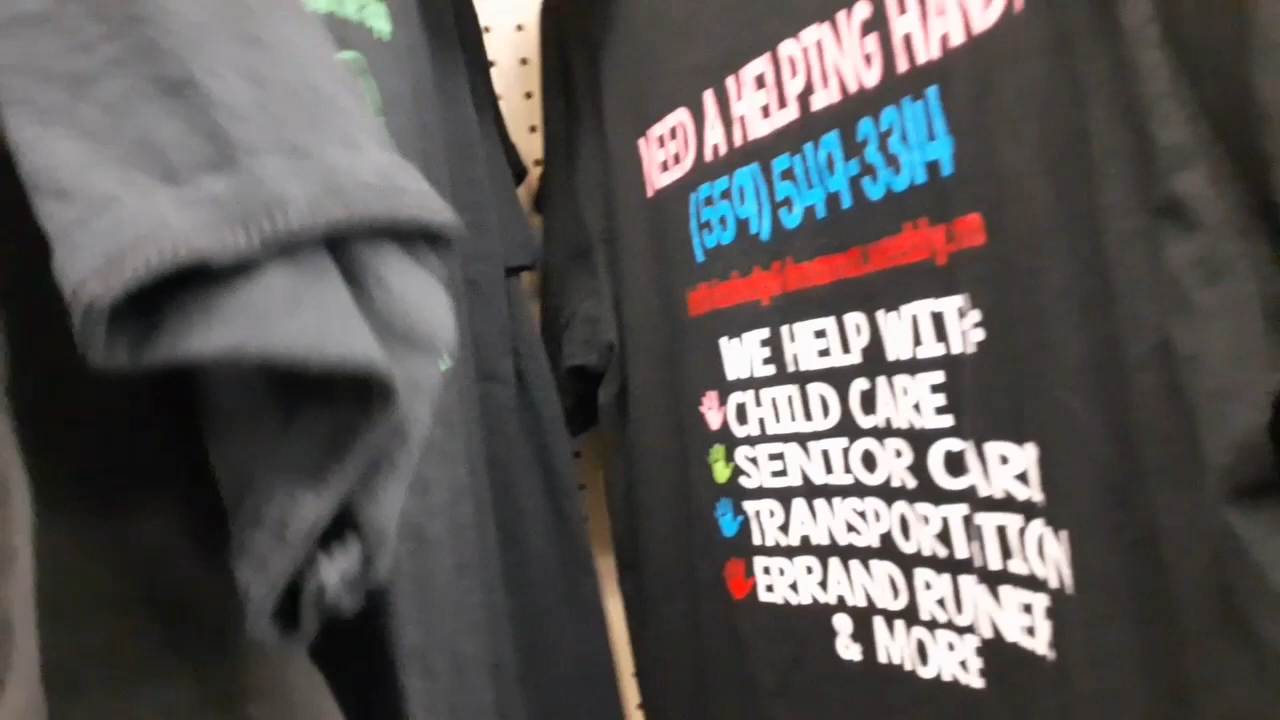 NEED A HELPING HAND?
(559) 549-3314
WE HELP WITH:
CHILD CARE
SENIOR CARE
TRANSPORTATION
ERRAND RUNNER
& MORE